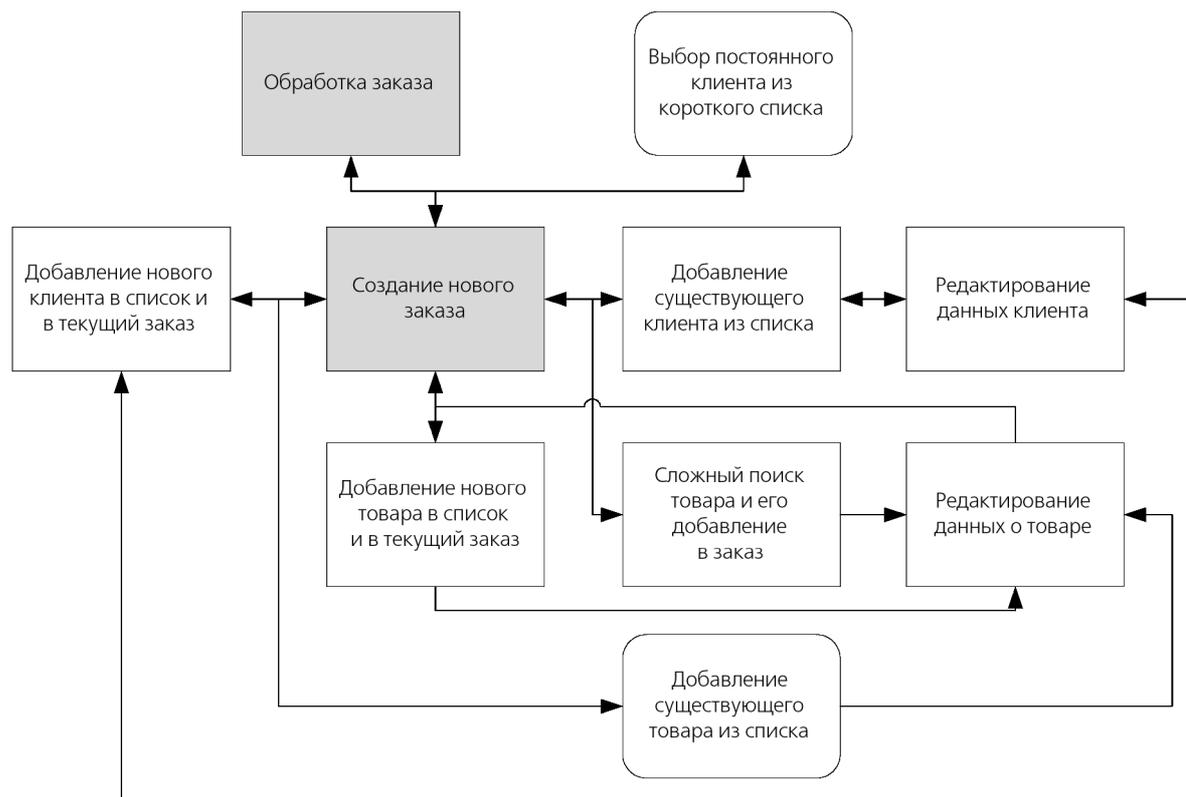 Обработка заказа
Выбор постоянного
клиента из
короткого списка
Добавление нового
клиента в список и
в текущий заказ
Создание нового
заказа
Добавление
существующего
клиента из списка
Редактирование
данных клиента
Добавление нового
товара в список
и в текущий заказ
Сложный поиск
товара и его
добавление
в заказ
Редактирование
данных о товаре
Добавление
существующего
товара из списка